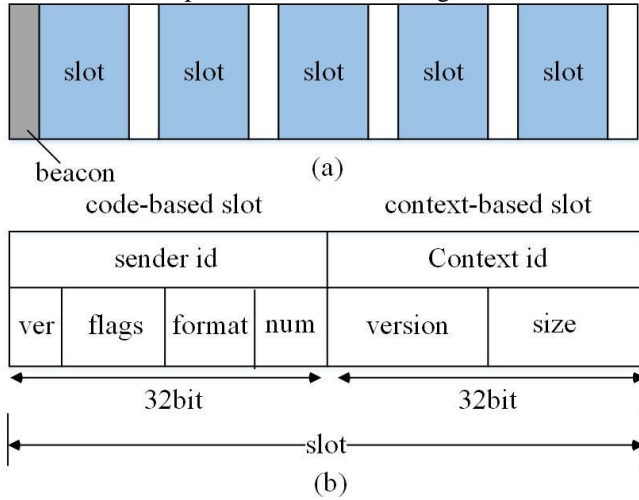 slot slot slot slot slot
beacon
(a)
code-based slot context-based slot
sender id Context id
ver flags format num version size
32bit 32bit
slot
(b)